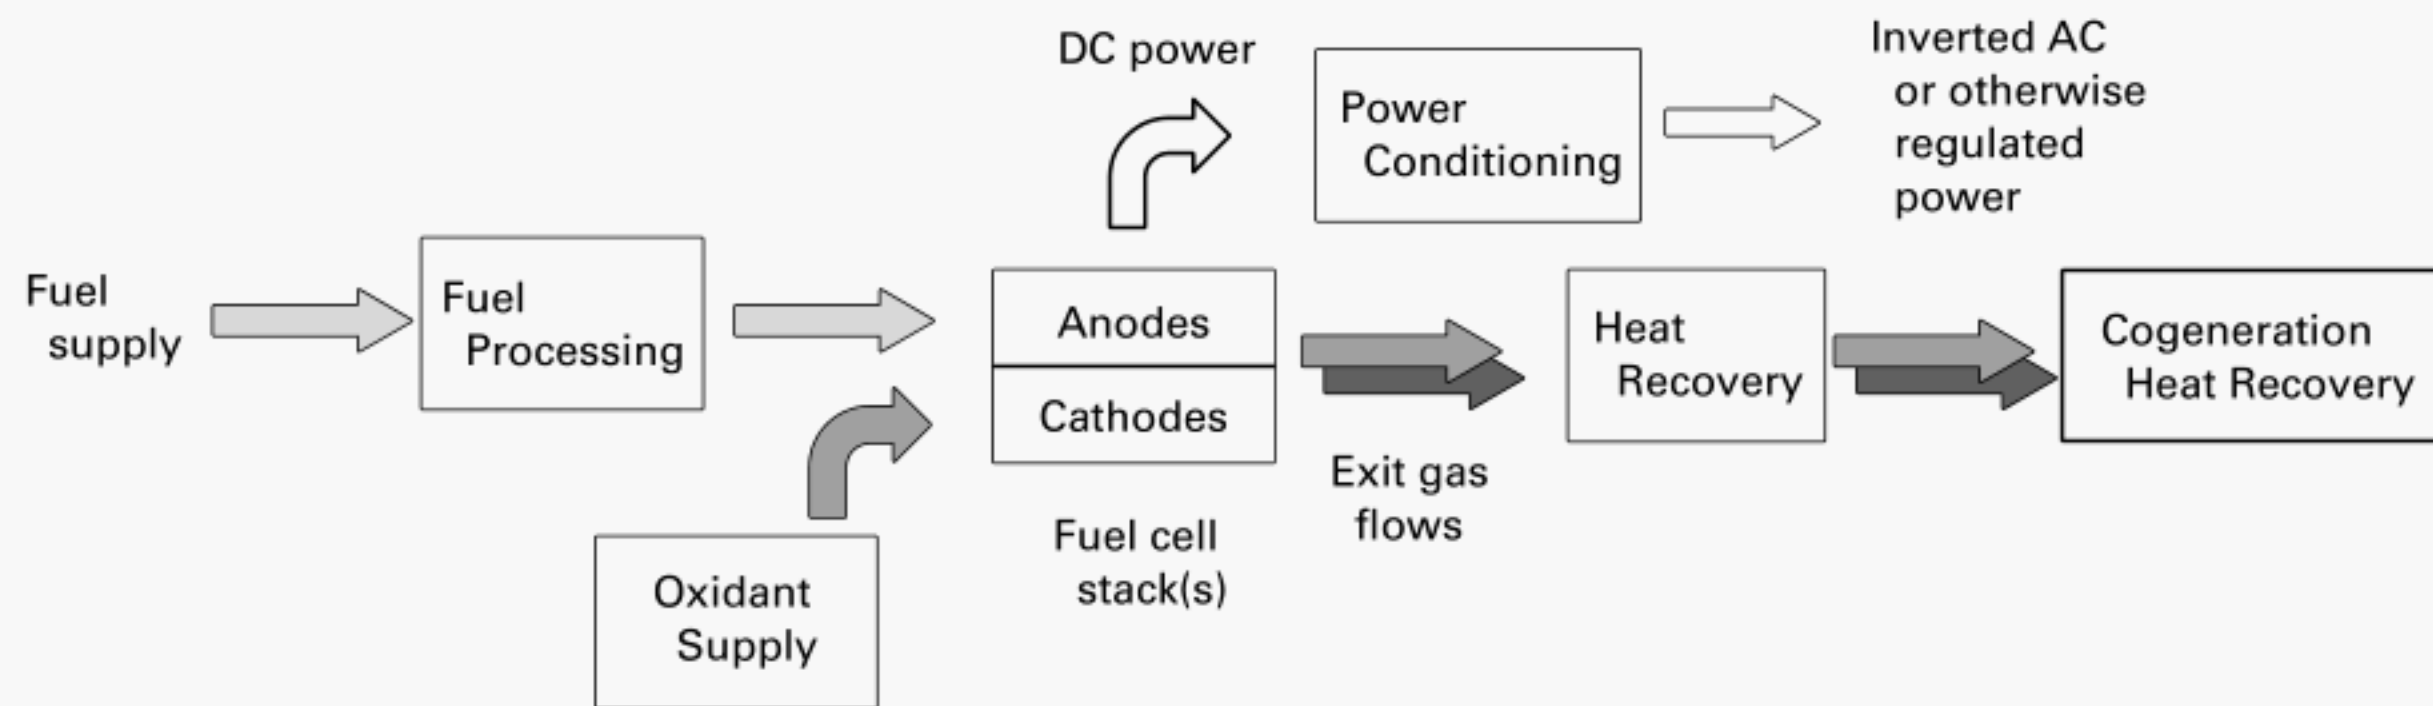 DC power
Power
Conditioning
Inverted AC
or otherwise
regulated
power
Fuel
supply
Fuel
Processing
Anodes
Cathodes
Fuel cell
stack(s)
Exit gas
flows
Heat
Recovery
Cogeneration
Heat Recovery
Oxidant
Supply